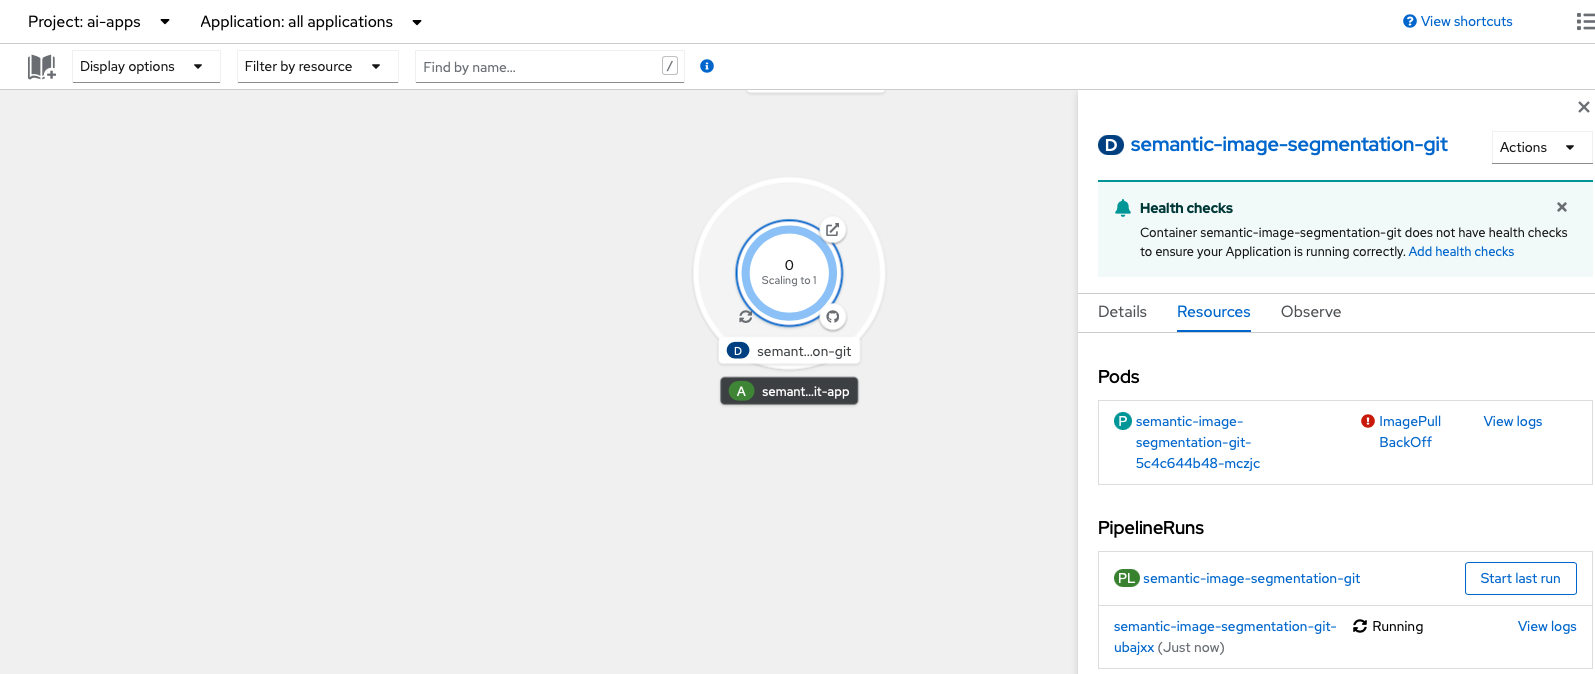 Project: ai-apps
Application: all applications
View shortcuts
Display options
Filter by resource
Find by name...
/
0
Scaling to 1
D semant...on-git
A semant...it-app
D semantic-image-segmentation-git
Actions
Health checks
Container semantic-image-segmentation-git does not have health checks
to ensure your Application is running correctly. Add health checks
Details Resources Observe
Pods
P semantic-image-
segmentation-git-
5c4c644b48-mczjc
ImagePull
BackOff
View logs
PipelineRuns
PL semantic-image-segmentation-git
Start last run
semantic-image-segmentation-git-
ubajxx (Just now)
Running
View logs